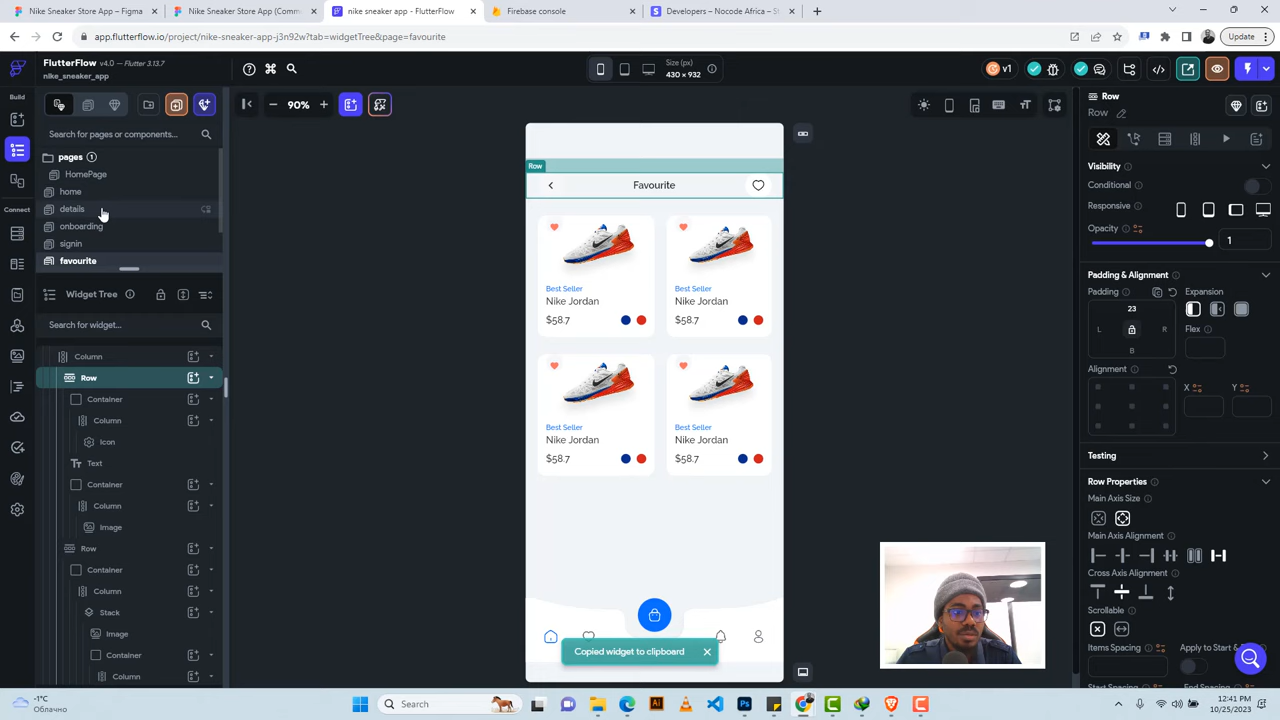 Nike Sneaker Store App – Figma
Nike Sneaker Store App (Comm
nike sneaker app - FlutterFlow
Firebase console
Developers – Nocode Africa – St
app.flutterflow.io/project/nike-sneaker-app-j3n92w?tab=widgetTree&page=favourite
Update
FlutterFlow
v4.0
Flutter 3.13.7
nike_sneaker_app
Size (px)
430 × 932
v1
Build
90%
Search for pages or components...
pages
1
HomePage
home
details
Connect
onboarding
signin
favourite
Widget Tree
Search for widget...
Column
Row
Container
Column
Icon
Text
Container
Column
Image
Row
Container
Column
Stack
Image
Container
Column
Row
Favourite
Best Seller
Nike Jordan
$58.7
Best Seller
Nike Jordan
$58.7
Best Seller
Nike Jordan
$58.7
Best Seller
Nike Jordan
$58.7
Copied widget to clipboard
Row
Row
Visibility
Conditional
Responsive
Opacity
1
Padding & Alignment
Padding
Expansion
23
L
R
B
Flex
Alignment
X
Y
Testing
Row Properties
Main Axis Size
Main Axis Alignment
Cross Axis Alignment
Scrollable
Items Spacing
Apply to Start &
-1°C
Облачно
Search
12:41 PM
10/25/2023